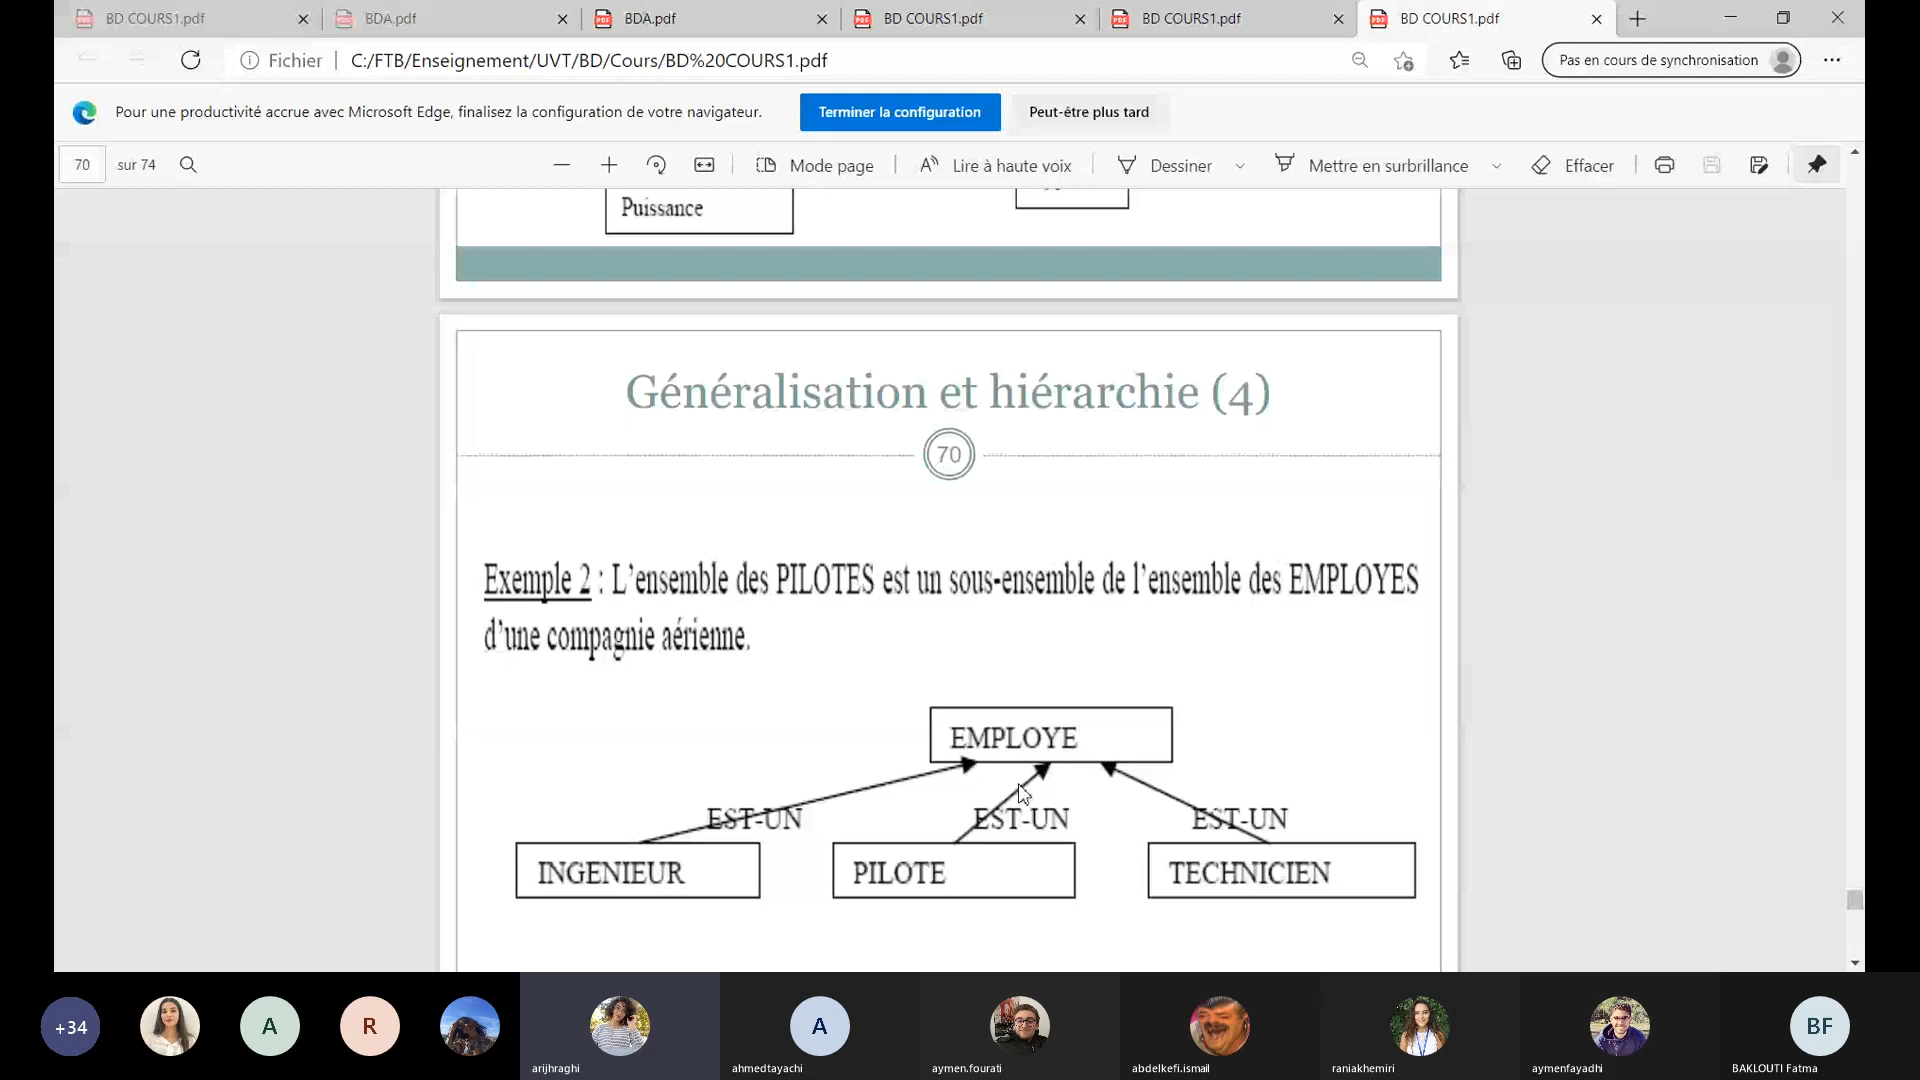 BD COURS1.pdf
BDA.pdf
BDA.pdf
BD COURS1.pdf
BD COURS1.pdf
BD COURS1.pdf
Fichier C:/FTB/Enseignement/UVT/BD/Cours/BD%20COURS1.pdf
Pas en cours de synchronisation
Pour une productivité accrue avec Microsoft Edge, finalisez la configuration de votre navigateur.
Terminer la configuration
Peut-être plus tard
70 sur 74
Mode page
Lire à haute voix
Dessiner
Mettre en surbrillance
Effacer
Puissance
Généralisation et hiérarchie (4)
70
Exemple 2 : L'ensemble des PILOTES est un sous-ensemble de l'ensemble des EMPLOYES
d'une compagnie aérienne.
EMPLOYE
EST-UN EST-UN EST-UN
INGENIEUR PILOTE TECHNICIEN
+34
A
R
A
BF
arijhraghi
ahmedtayachi
aymen.fourati
abdelkefi.ismail
raniakhemiri
aymenfayadhi
BAKLOUTI Fatma